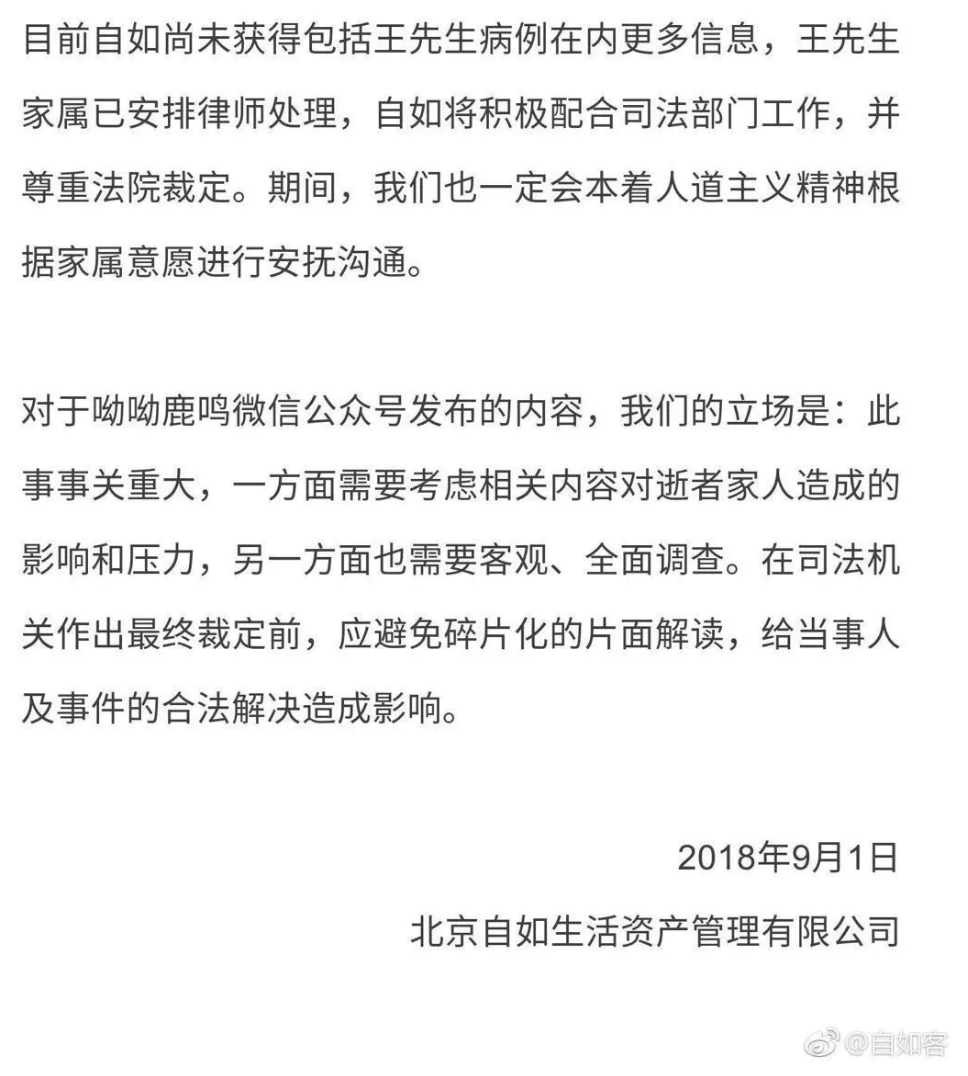 目前自如尚未获得包括王先生病例在内更多信息，王先生
家属已安排律师处理，自如将积极配合司法部门工作，并
尊重法院裁定。期间，我们也一定会本着人道主义精神根
据家属意愿进行安抚沟通。
对于呦呦鹿鸣微信公众号发布的内容，我们的立场是：此
事事关重大，一方面需要考虑相关内容对逝者家人造成的
影响和压力，另一方面也需要客观、全面调查。在司法机
关作出最终裁定前，应避免碎片化的片面解读，给当事人
及事件的合法解决造成影响。
2018年9月1日
北京自如生活资产管理有限公司
@自如客